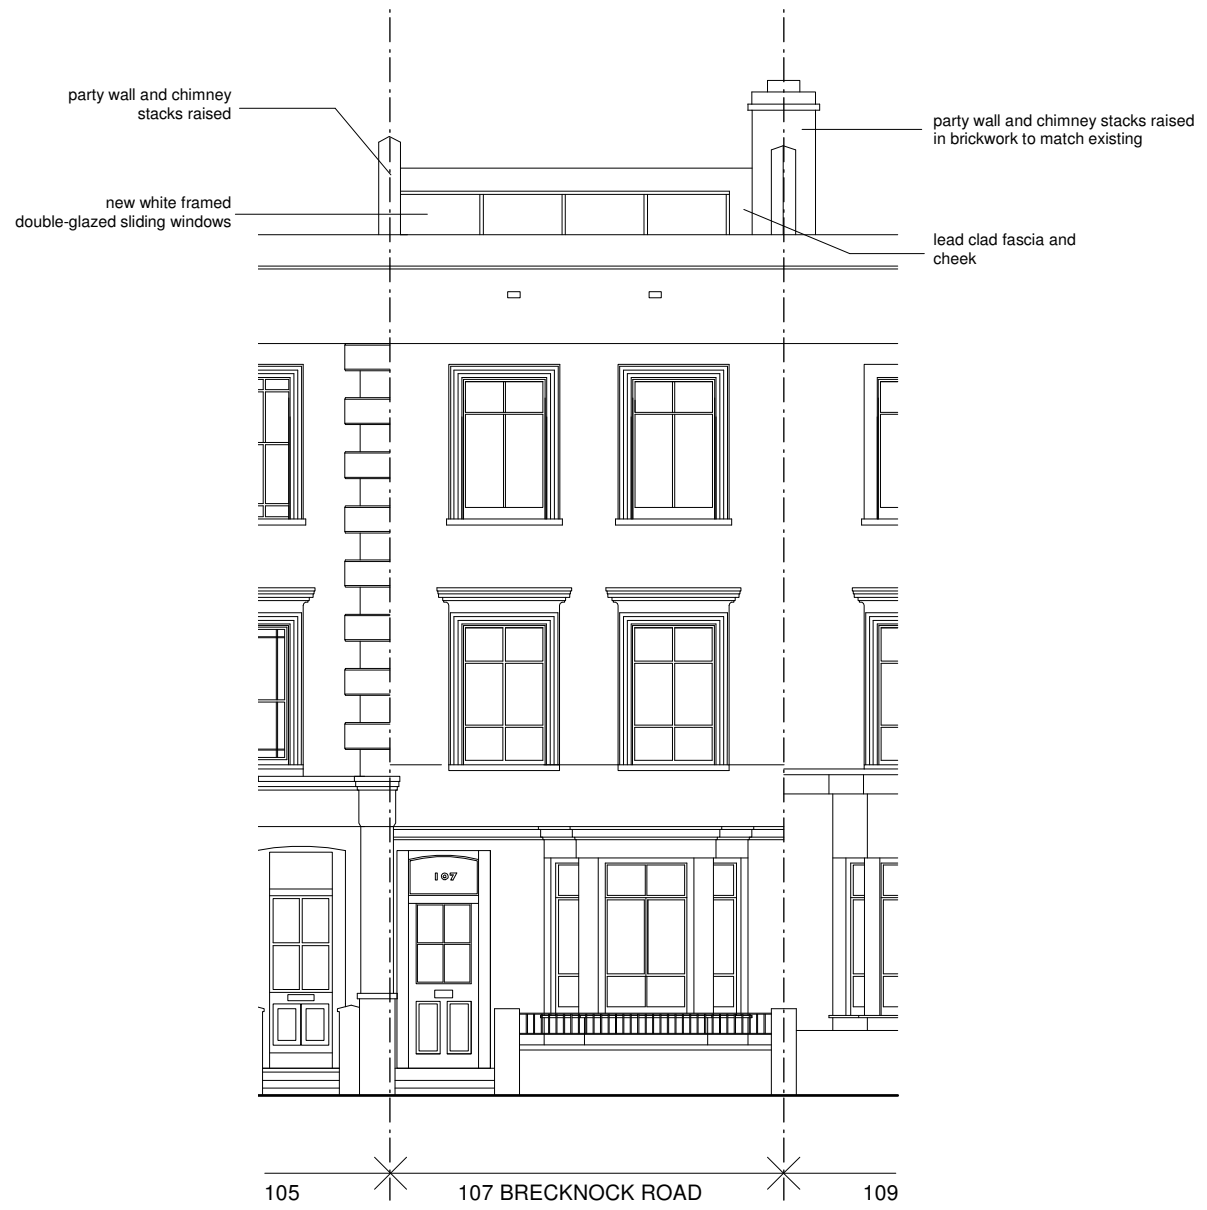 party wall and chimney
stacks raised
party wall and chimney stacks raised
in brickwork to match existing
new white framed
double-glazed sliding windows
lead clad fascia and
cheek
107
105
107 BRECKNOCK ROAD
109